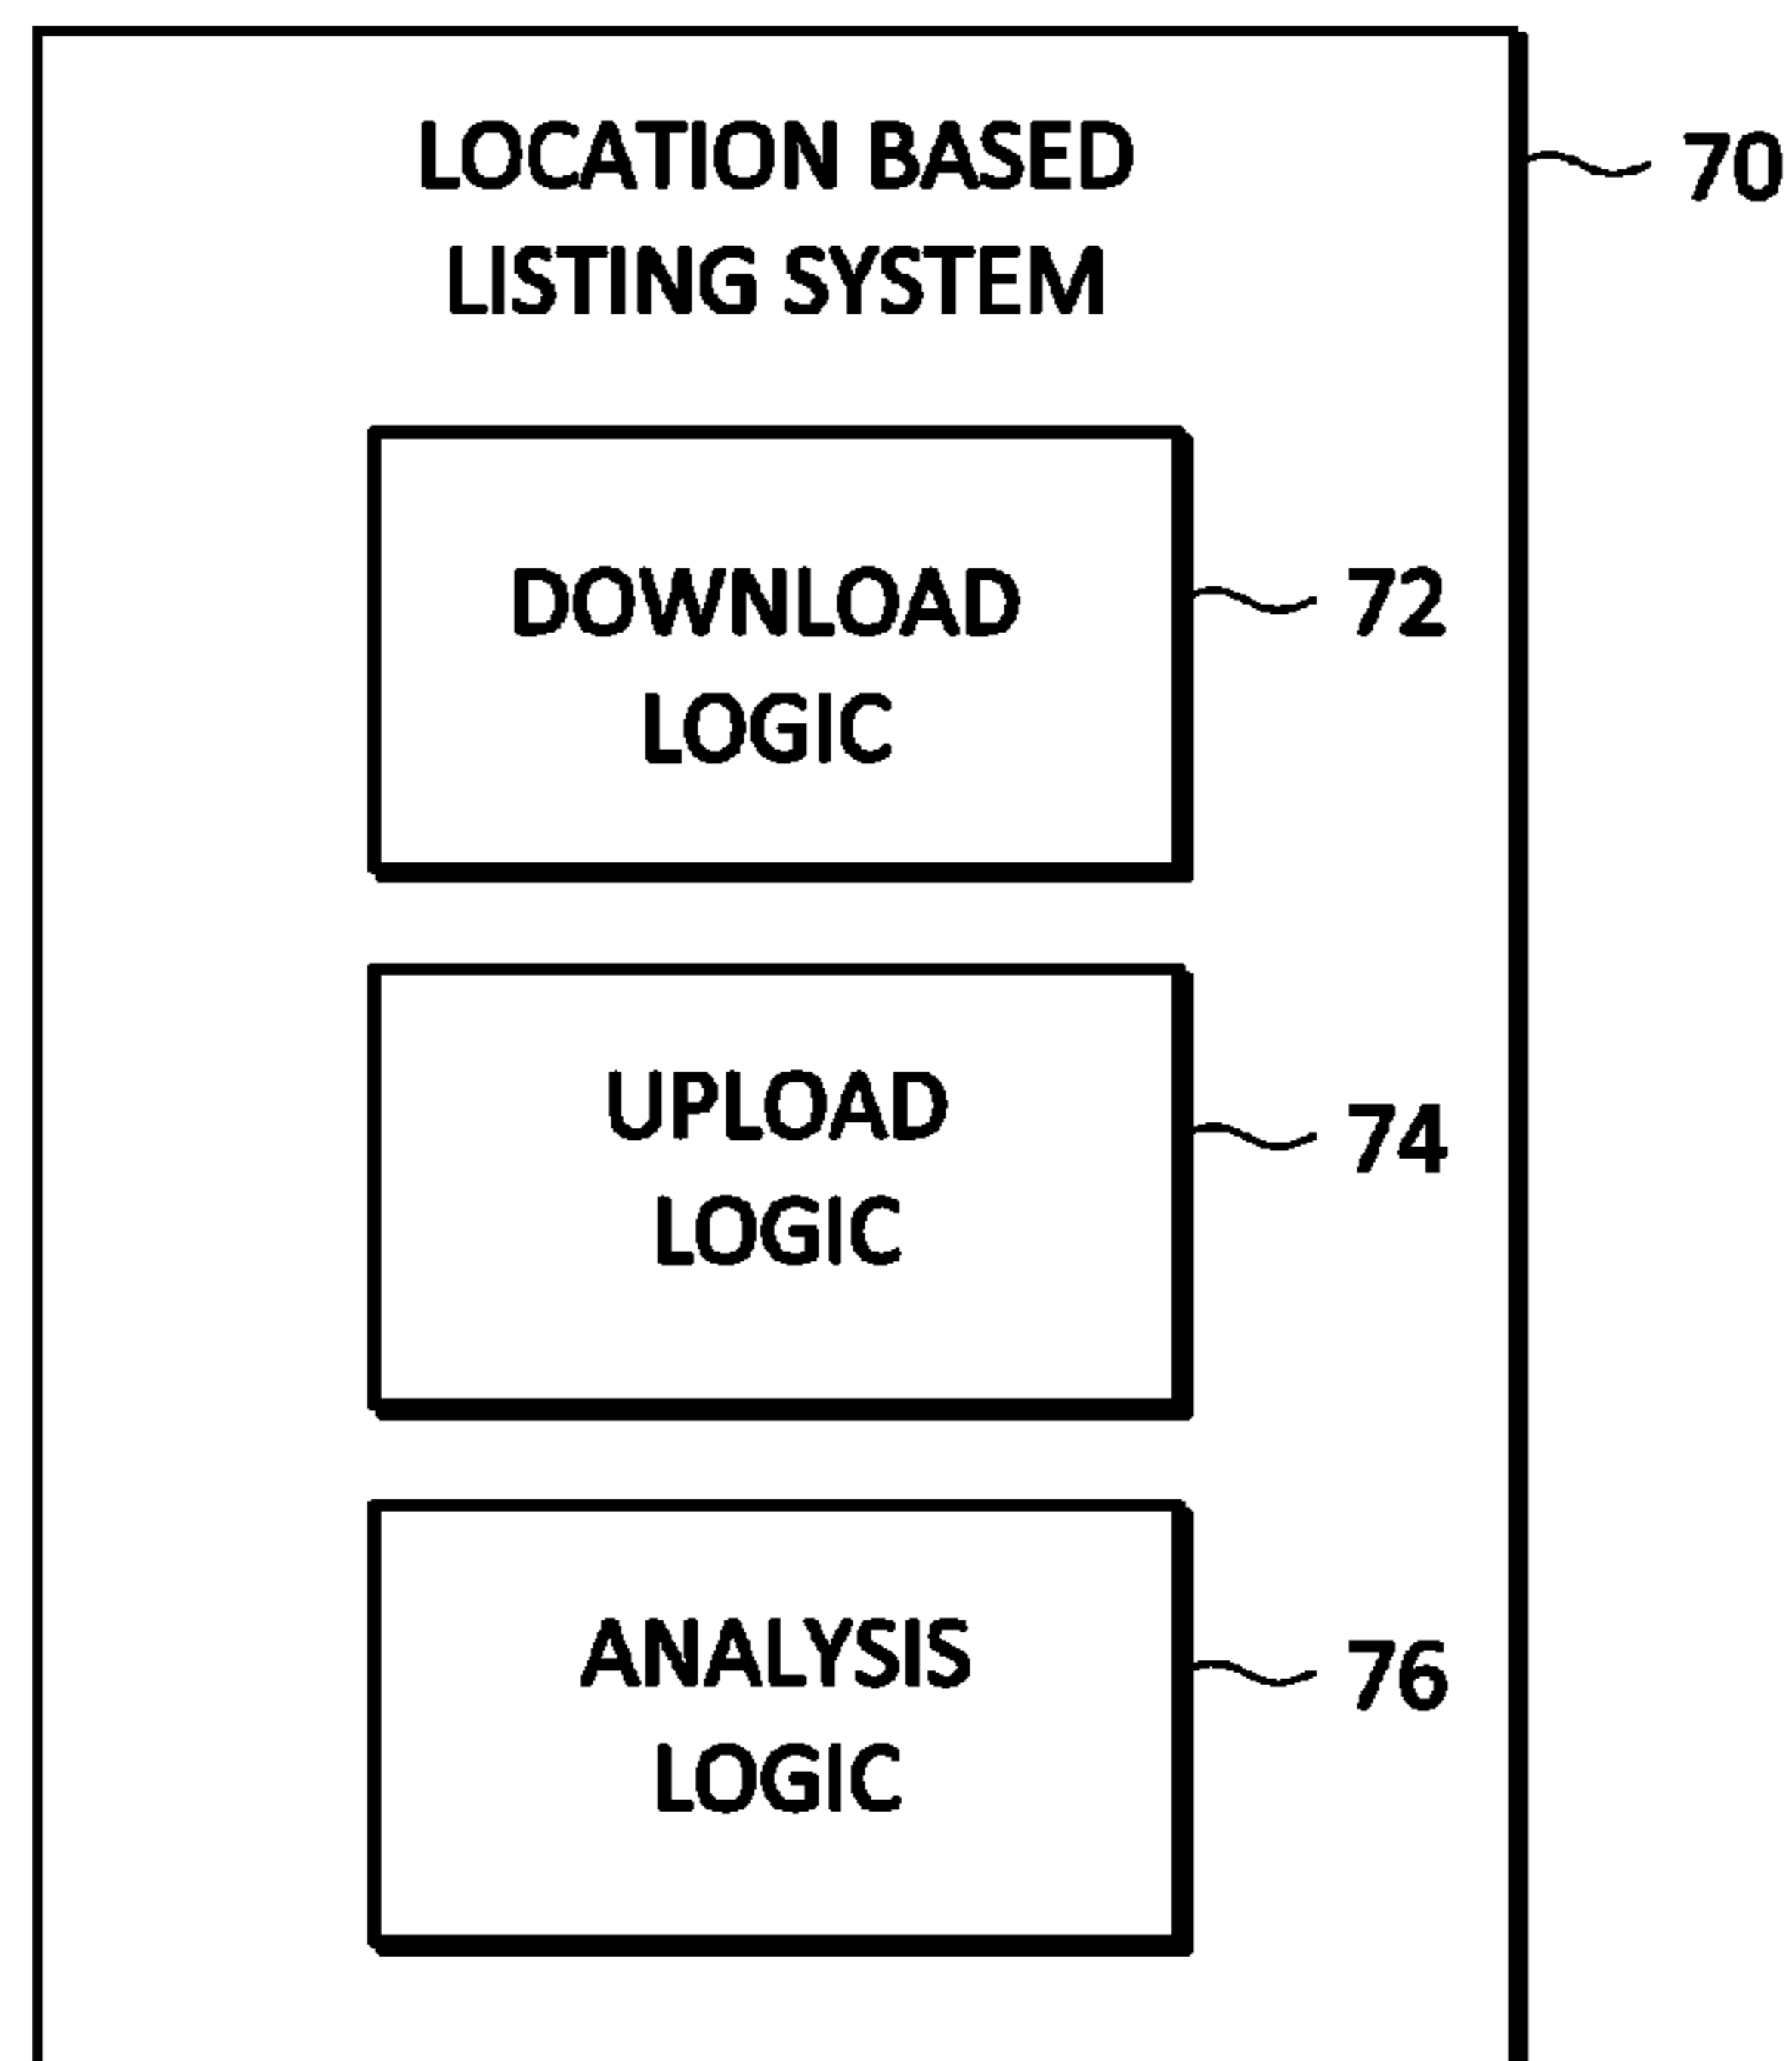 LOCATION BASED
LISTING SYSTEM
70
DOWNLOAD
LOGIC
72
UPLOAD
LOGIC
74
ANALYSIS
LOGIC
76